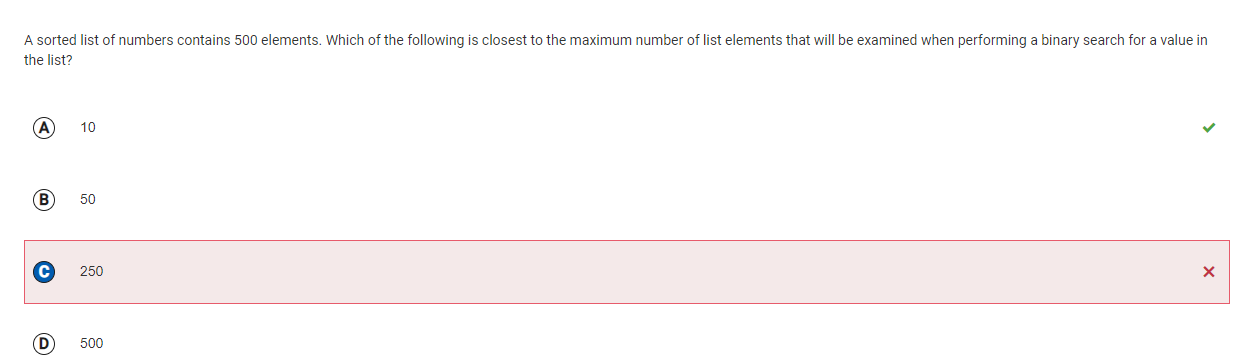 A sorted list of numbers contains 500 elements. Which of the following is closest to the maximum number of list elements that will be examined when performing a binary search for a value in
the list?
A 10
B 50
C 250
D 500